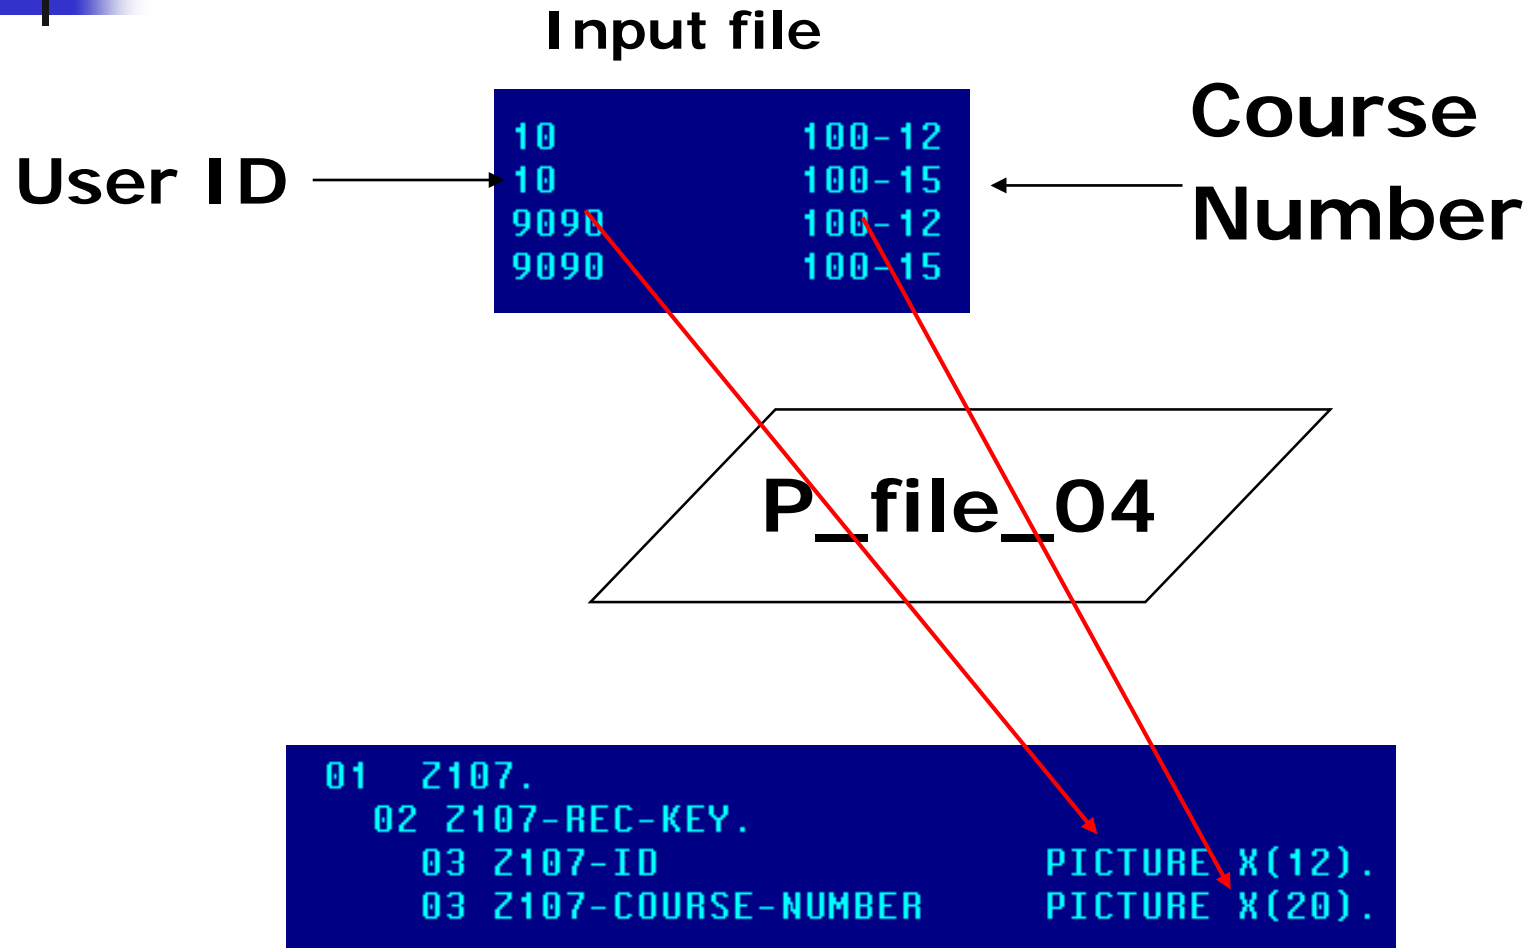 Input file
User ID
10 100-12
10 100-15
9090 100-12
9090 100-15
Course
Number
P_file_04
01 Z107.
02 Z107-REC-KEY.
03 Z107-ID PICTURE X(12).
03 Z107-COURSE-NUMBER PICTURE X(20).